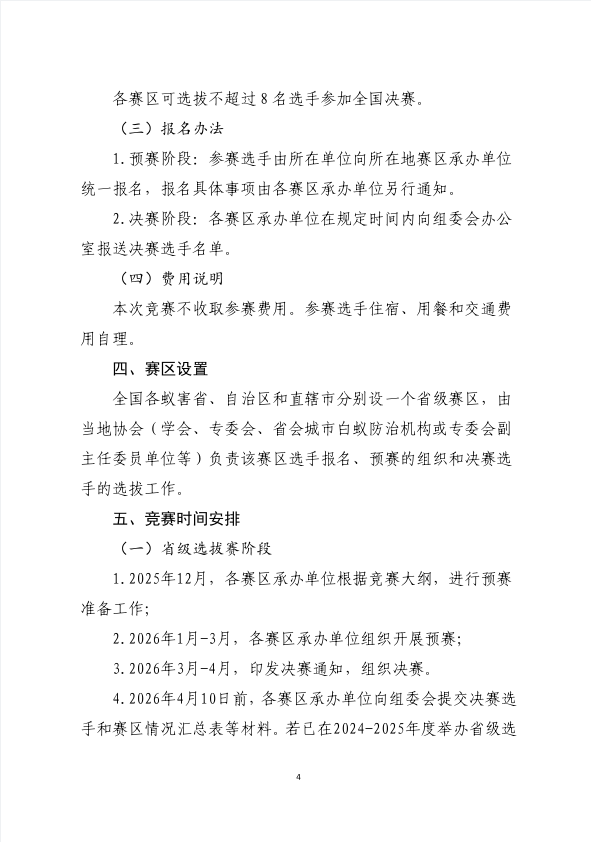 各赛区可选拔不超过 8 名选手参加全国决赛。
（三）报名办法
1.预赛阶段：参赛选手由所在单位向所在地赛区承办单位
统一报名，报名具体事项由各赛区承办单位另行通知。
2.决赛阶段：各赛区承办单位在规定时间内向组委会办公
室报送决赛选手名单。
（四）费用说明
本次竞赛不收取参赛费用。参赛选手住宿、用餐和交通费
用自理。
四、赛区设置
全国各蚁害省、自治区和直辖市分别设一个省级赛区，由
当地协会（学会、专委会、省会城市白蚁防治机构或专委会副
主任委员单位等）负责该赛区选手报名、预赛的组织和决赛选
手的选拔工作。
五、竞赛时间安排
（一）省级选拔赛阶段
1.2025年12月，各赛区承办单位根据竞赛大纲，进行预赛
准备工作；
2.2026年1月-3月，各赛区承办单位组织开展预赛；
3.2026年3月-4月，印发决赛通知，组织决赛。
4.2026年4月10日前，各赛区承办单位向组委会提交决赛选
手和赛区情况汇总表等材料。若已在2024-2025年度举办省级选
4